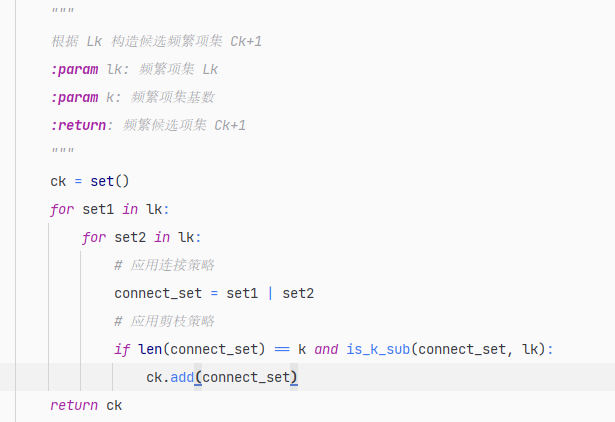 """
根据 Lk 构造候选频繁项集 Ck+1
:param lk: 频繁项集 Lk
:param k: 频繁项集基数
:return: 频繁候选项集 Ck+1
"""
ck = set()
for set1 in lk:
for set2 in lk:
# 应用连接策略
connect_set = set1 | set2
# 应用剪枝策略
if len(connect_set) == k and is_k_sub(connect_set, lk):
ck.add(connect_set)
return ck